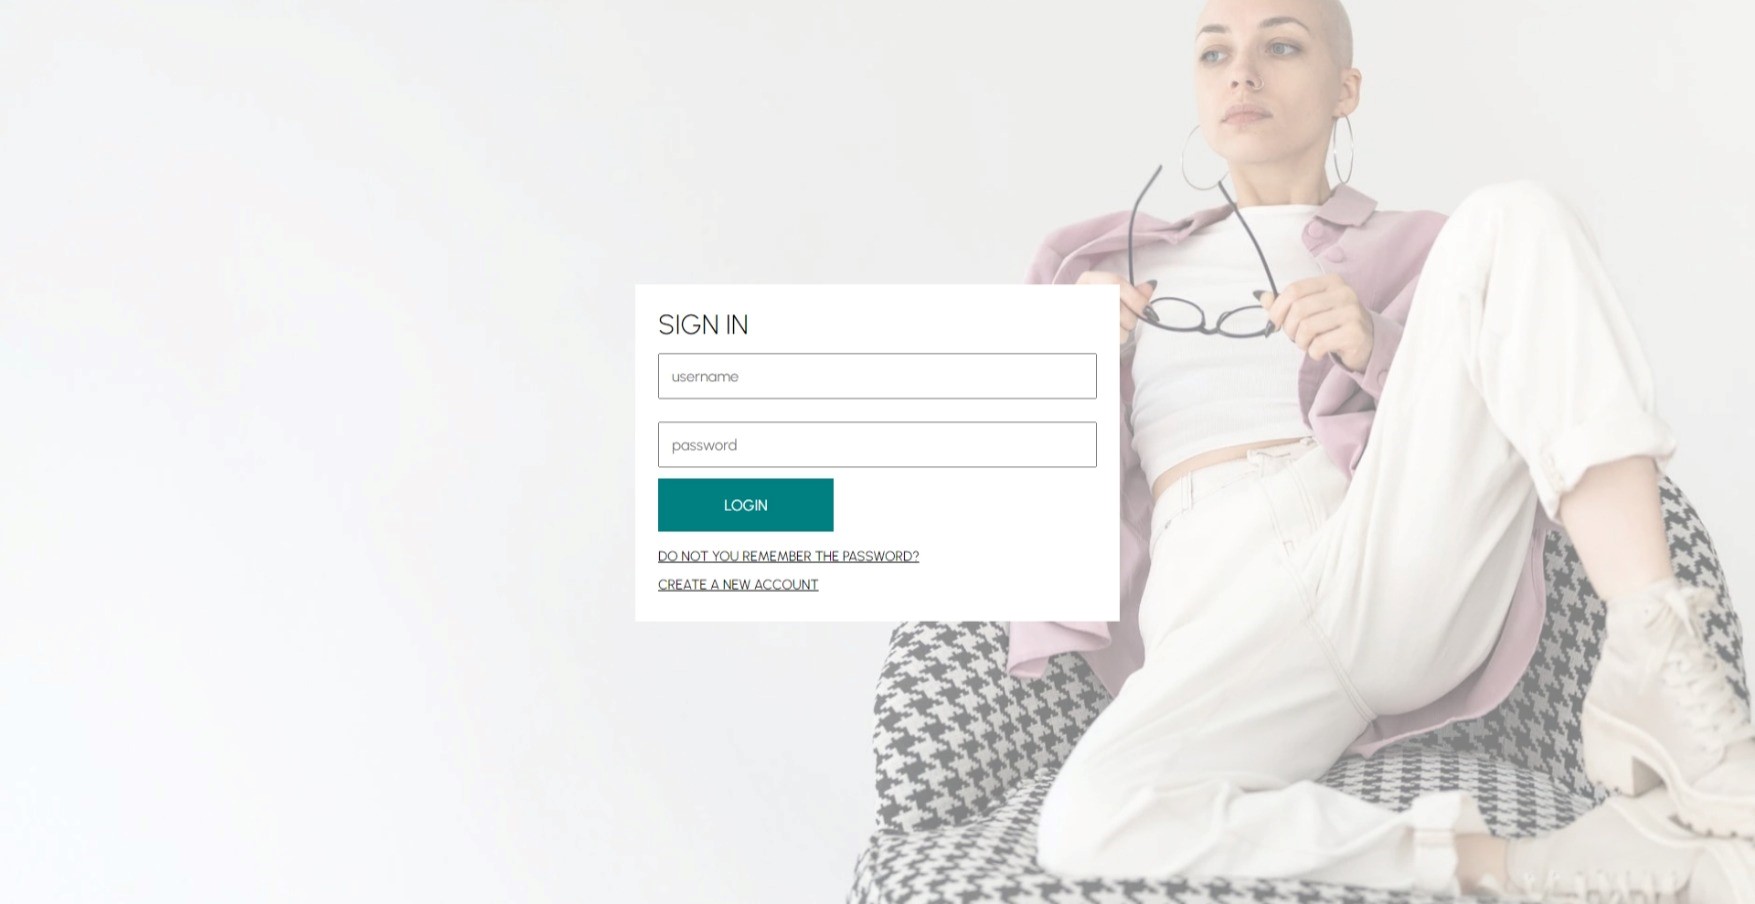 SIGN IN
username
password
LOGIN
DO NOT YOU REMEMBER THE PASSWORD?
CREATE A NEW ACCOUNT